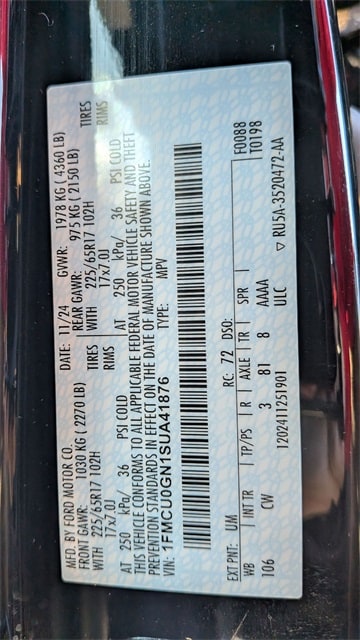 MFD. BY FORD MOTOR CO.
DATE: 11/24 GVWR: 1978 KG ( 4360 LB)
FRONT GAWR: 1030 KG ( 2270 LB) REAR GAWR: 975 KG ( 2150 LB)
WITH 225/65R17 102H TIRES WITH 225/65R17 102H TIRES
17x7.0J RIMS 17x7.0J RIMS
AT 250 kPa/ 36 PSI COLD AT 250 kPa/ 36 PSI COLD
THIS VEHICLE CONFORMS TO ALL APPLICABLE FEDERAL MOTOR VEHICLE SAFETY AND THEFT
PREVENTION STANDARDS IN EFFECT ON THE DATE OF MANUFACTURE SHOWN ABOVE.
VIN: 1FMCU0GN1SUA41876 TYPE: MPV
F0088
T0198
EXT PNT: UM RC: 72 DSO:
WB INT TR TP/PS R AXLE TR SPR
106 CW 3 81 8 AAAA
ULC
1202411251901 ▽ RU5A-3520472-AA